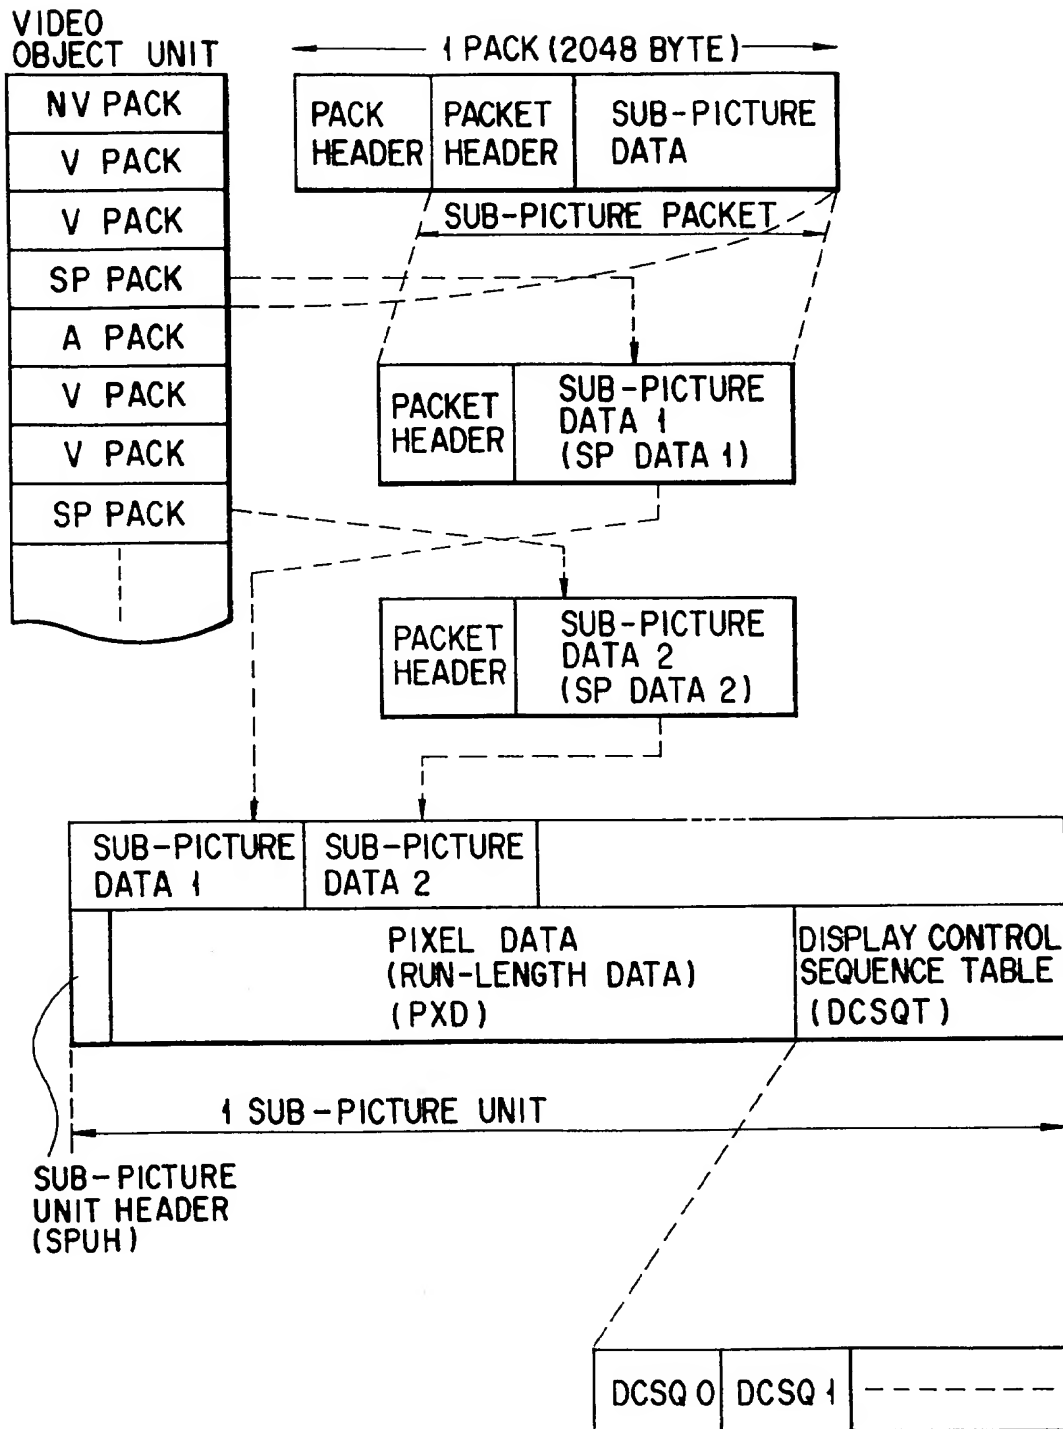 VIDEO
OBJECT UNIT
NV PACK
V PACK
V PACK
SP PACK
A PACK
V PACK
V PACK
SP PACK
1 PACK (2048 BYTE)
PACK
HEADER
PACKET
HEADER
SUB-PICTURE
DATA
SUB-PICTURE PACKET
PACKET
HEADER
SUB-PICTURE
DATA 1
(SP DATA 1)
PACKET
HEADER
SUB-PICTURE
DATA 2
(SP DATA 2)
SUB-PICTURE
DATA 1
SUB-PICTURE
DATA 2
PIXEL DATA
(RUN-LENGTH DATA)
(PXD)
DISPLAY CONTROL
SEQUENCE TABLE
(DCSQT)
1 SUB-PICTURE UNIT
SUB-PICTURE
UNIT HEADER
(SPUH)
DCSQ 0
DCSQ 1